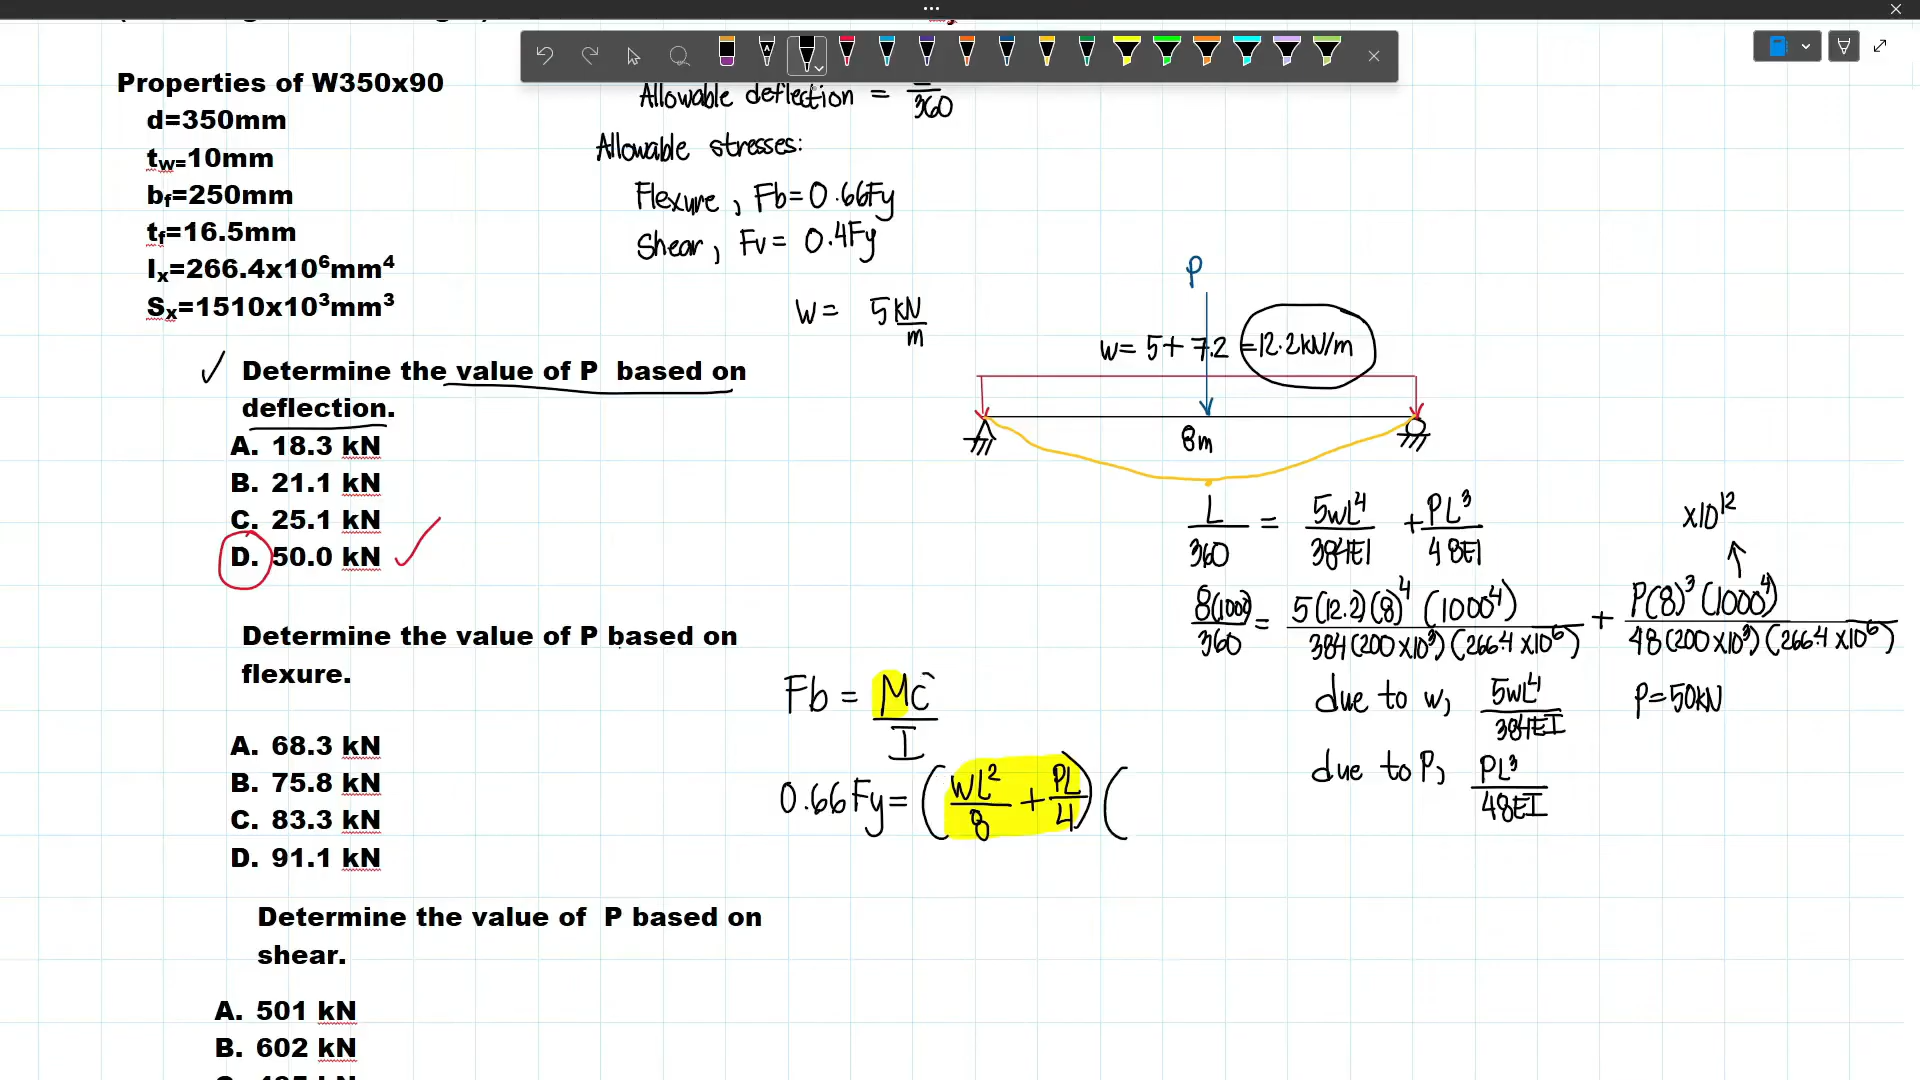 Properties of W350x90
d=350mm
tw=10mm
bf=250mm
tf=16.5mm
Ix=266.4x10⁶mm⁴
Sx=1510x10³mm³
Allowable deflection = /360
Allowable stresses:
Flexure, Fb=0.66Fy
Shear, Fv= 0.4Fy
W= 5kN/m
P
w= 5+7.2 =12.2kN/m
8m
✓ Determine the value of P based on
deflection.
A. 18.3 kN
B. 21.1 kN
C. 25.1 kN
D. 50.0 kN ✓
L/360 = 5wL⁴/384EI + PL³/48EI
x10¹²
8(1000)/360 = 5(12.2)(8)⁴(1000⁴)/384(200x10³)(266.4x10⁶) + P(8)³(1000⁴)/48(200x10³)(266.4x10⁶)
due to w, 5wL⁴/384EI
P=50kN
due to P, PL³/48EI
Determine the value of P based on
flexure.
A. 68.3 kN
B. 75.8 kN
C. 83.3 kN
D. 91.1 kN
Fb = Mc/I
0.66Fy= (WL²/8 + PL/4) (
Determine the value of P based on
shear.
A. 501 kN
B. 602 kN